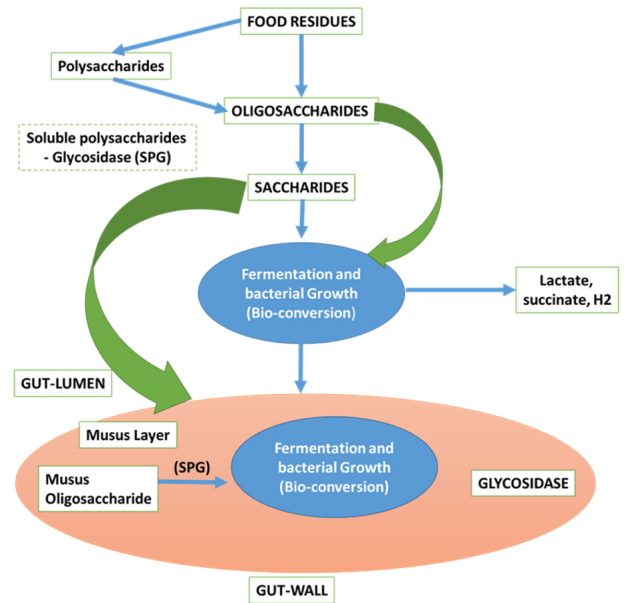 FOOD RESIDUES
Polysaccharides
OLIGOSACCHARIDES
Soluble polysaccharides
- Glycosidase (SPG)
SACCHARIDES
Fermentation and
bacterial Growth
(Bio-conversion)
Lactate,
succinate, H2
GUT-LUMEN
Musus Layer
Musus
Oligosaccharide
(SPG)
Fermentation and
bacterial Growth
(Bio-conversion)
GLYCOSIDASE
GUT-WALL